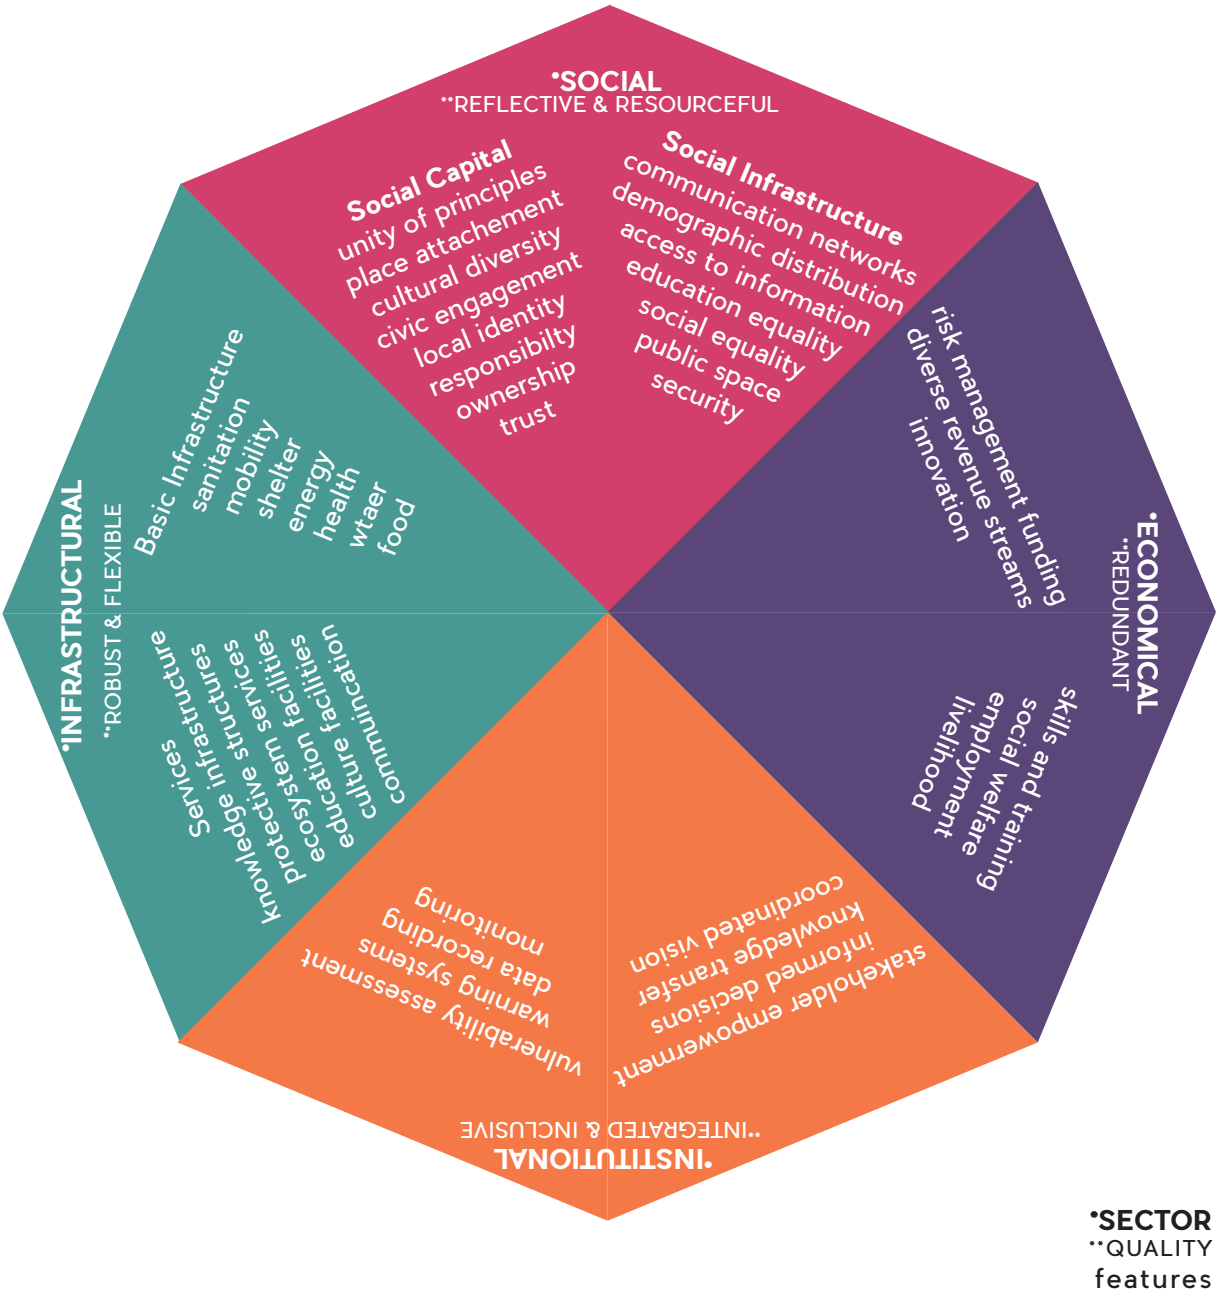 *SOCIAL
**REFLECTIVE & RESOURCEFUL
Social Capital
unity of principles
place attachement
cultural diversity
civic engagement
local identity
responsibilty
ownership
trust
Social Infrastructure
communication networks
demographic distribution
access to information
education equality
social equality
public space
security
*ECONOMICAL
**REDUNDANT
risk management funding
diverse revenue streams
innovation
skills and training
social welfare
employment
livelihood
*INSTITUTIONAL
**INTEGRATED & INCLUSIVE
stakeholder empowerment
informed decisions
knowledge transfer
coordinated vision
vulnerability assessment
warning systems
data recording
monitoring
*INFRASTRUCTURAL
**ROBUST & FLEXIBLE
Services
knowledge infrastructure
protective structures
ecosystem services
education facilities
culture facilities
commuincation
Basic Infrastructure
sanitation
mobility
shelter
energy
health
wtaer
food
*SECTOR
**QUALITY
features